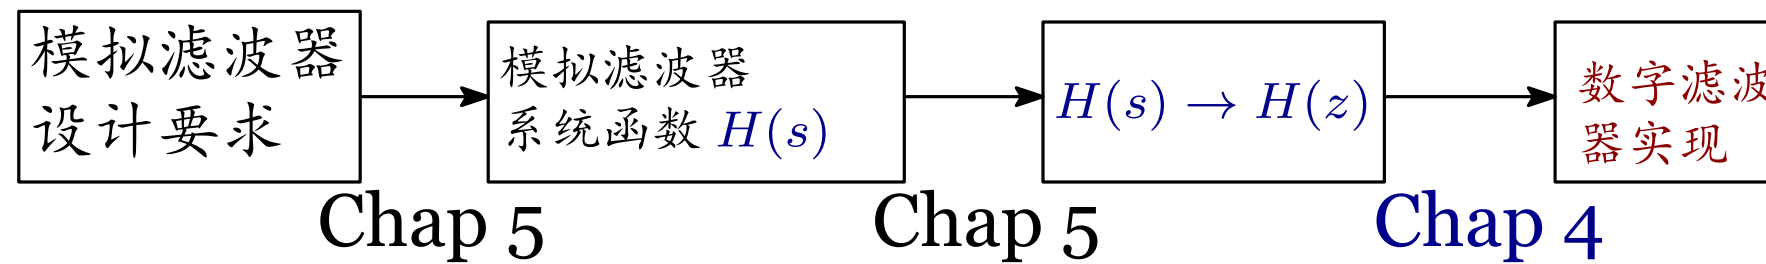 模拟滤波器
设计要求
模拟滤波器
系统函数 H(s)
H(s) → H(z)
数字滤波
器实现
Chap 5
Chap 5
Chap 4